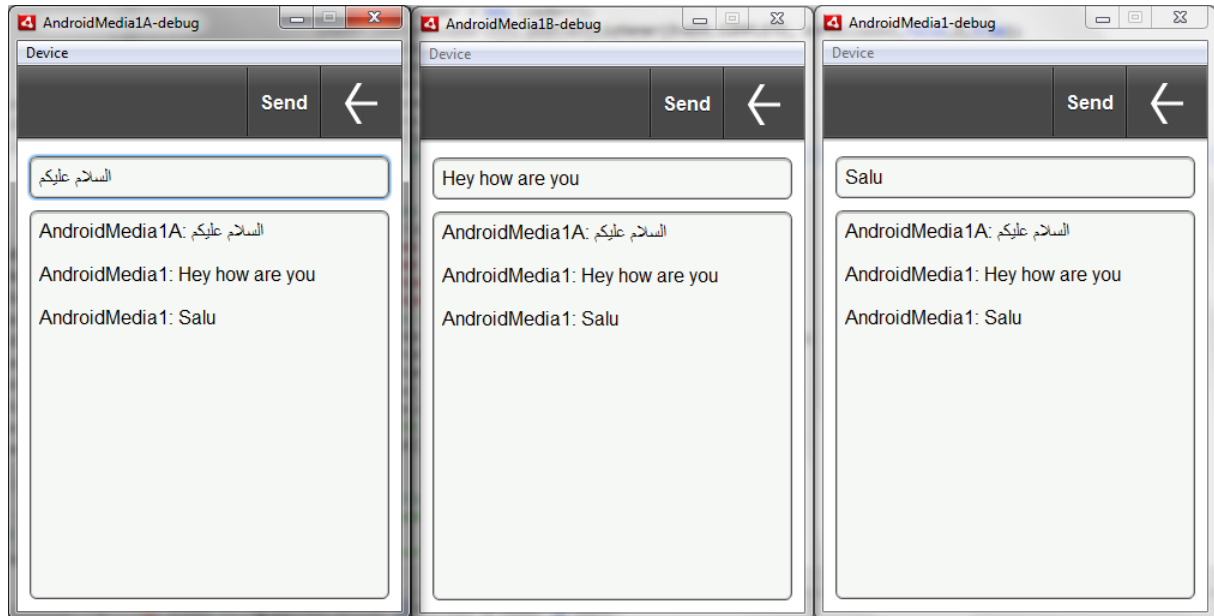 AndroidMedia1A-debug
Device
Send
السلام عليكم
AndroidMedia1A: السلام عليكم
AndroidMedia1: Hey how are you
AndroidMedia1: Salu
AndroidMedia1B-debug
Device
Send
Hey how are you
AndroidMedia1A: السلام عليكم
AndroidMedia1: Hey how are you
AndroidMedia1: Salu
AndroidMedia1-debug
Device
Send
Salu
AndroidMedia1A: السلام عليكم
AndroidMedia1: Hey how are you
AndroidMedia1: Salu